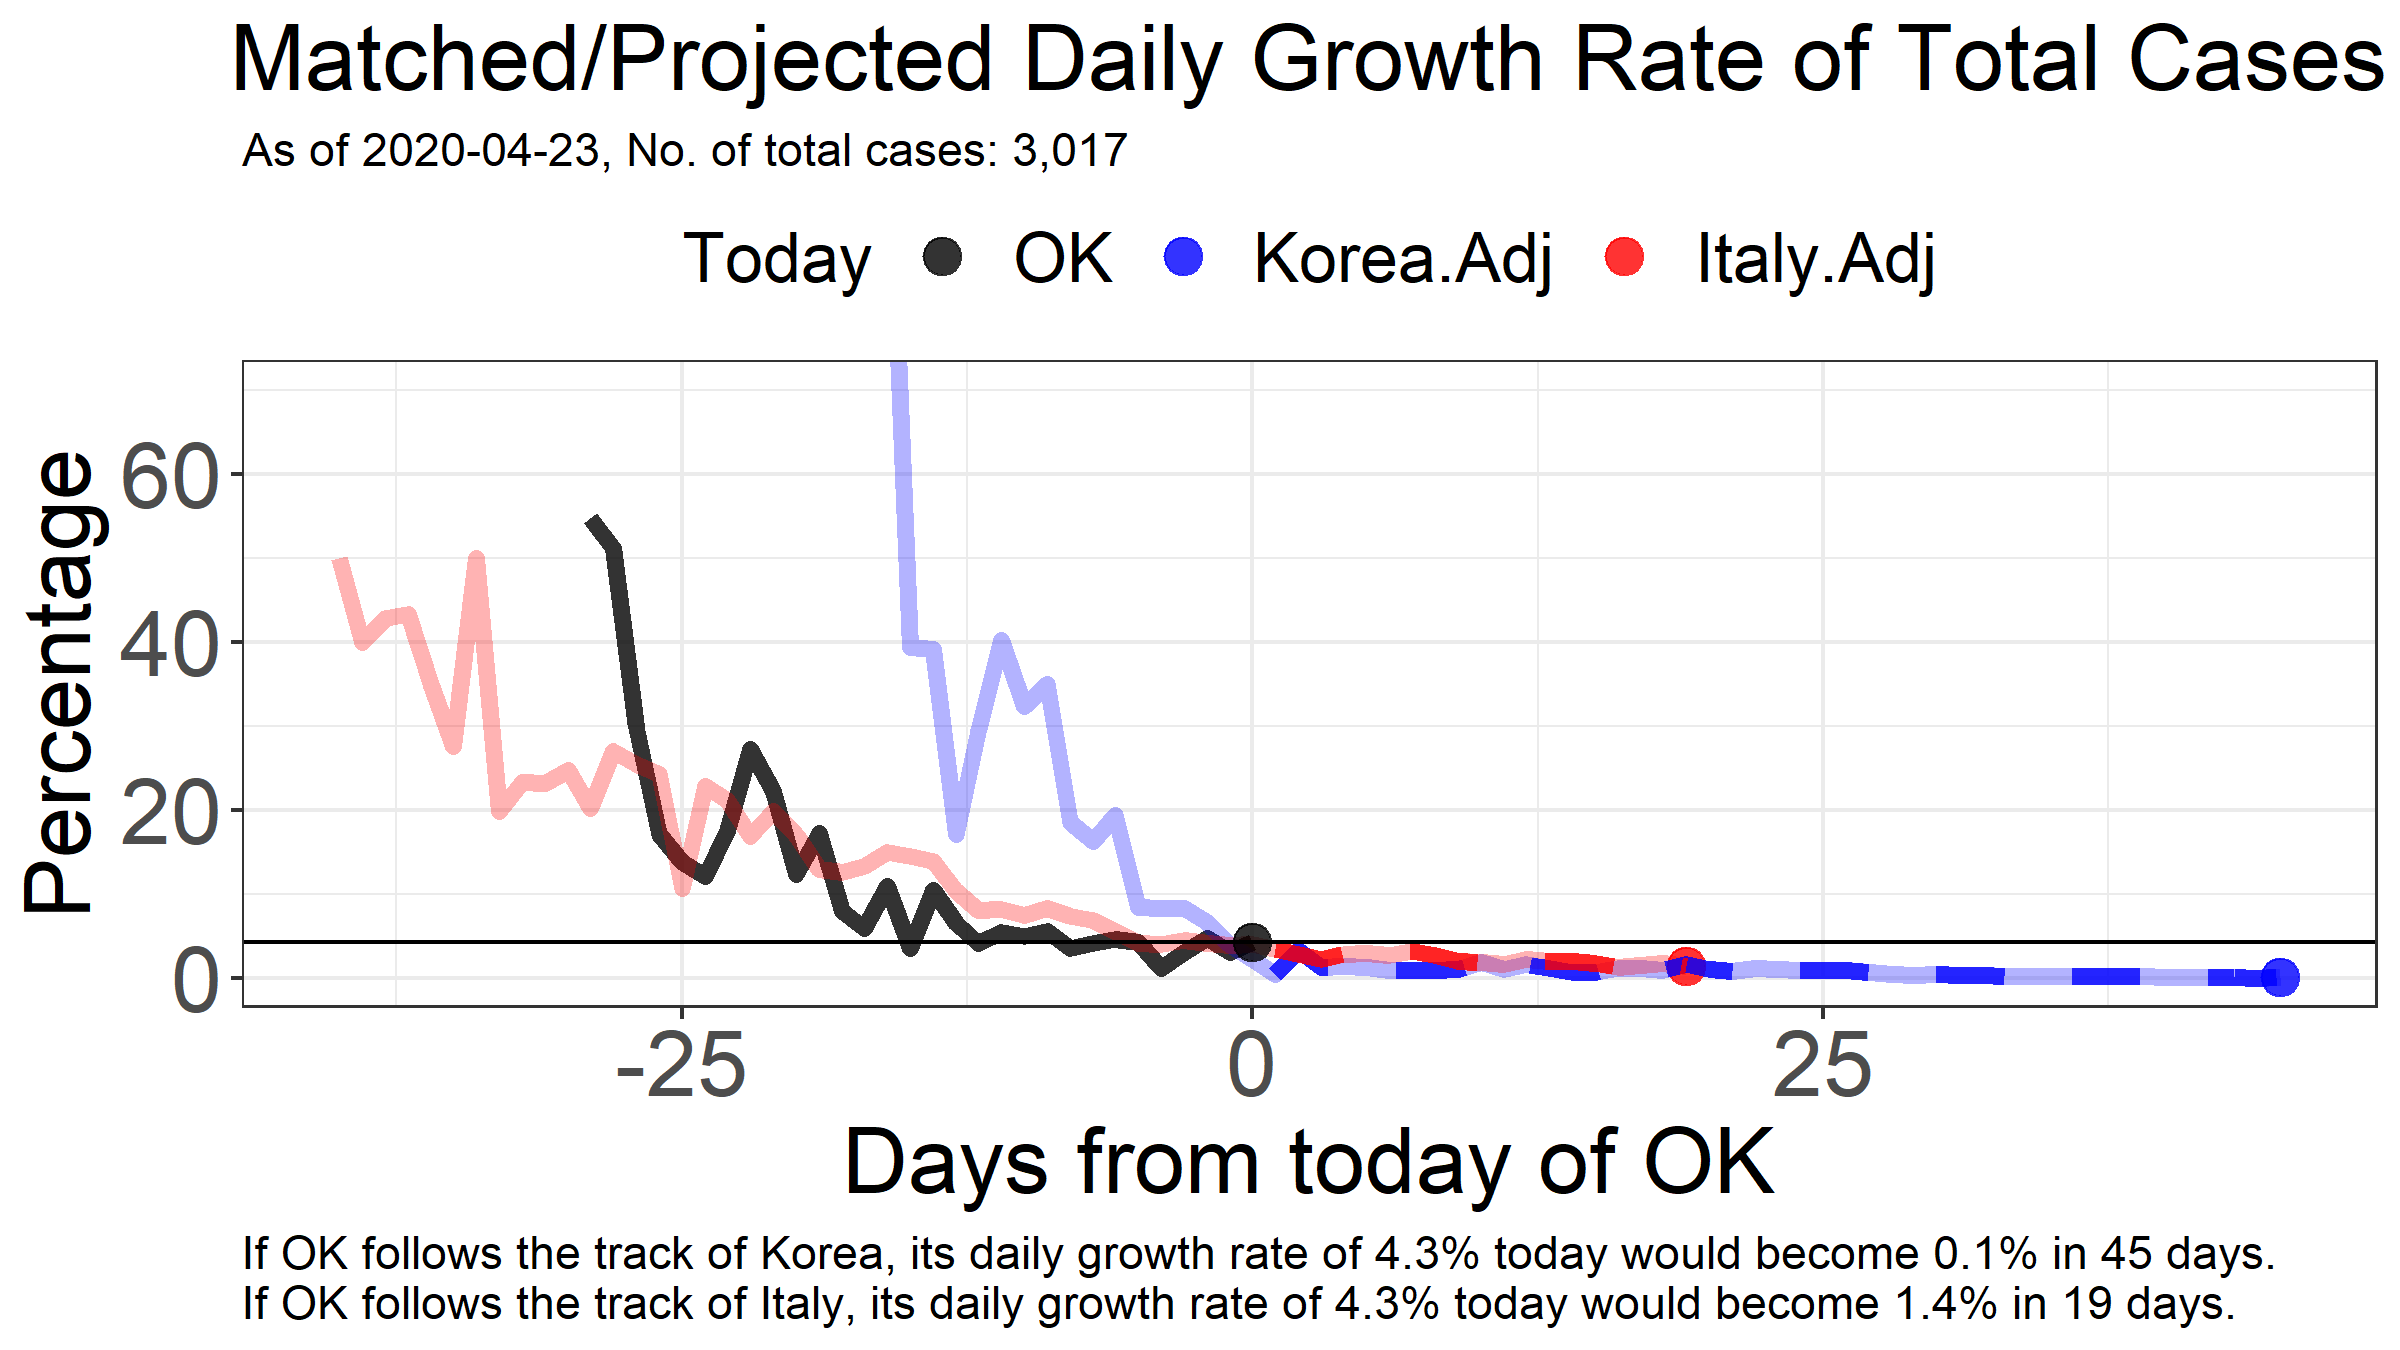 Matched/Projected Daily Growth Rate of Total Cases
As of 2020-04-23, No. of total cases: 3,017
Today OK Korea.Adj Italy.Adj
Percentage
60
40
20
0
-25 0 25
Days from today of OK
If OK follows the track of Korea, its daily growth rate of 4.3% today would become 0.1% in 45 days.
If OK follows the track of Italy, its daily growth rate of 4.3% today would become 1.4% in 19 days.